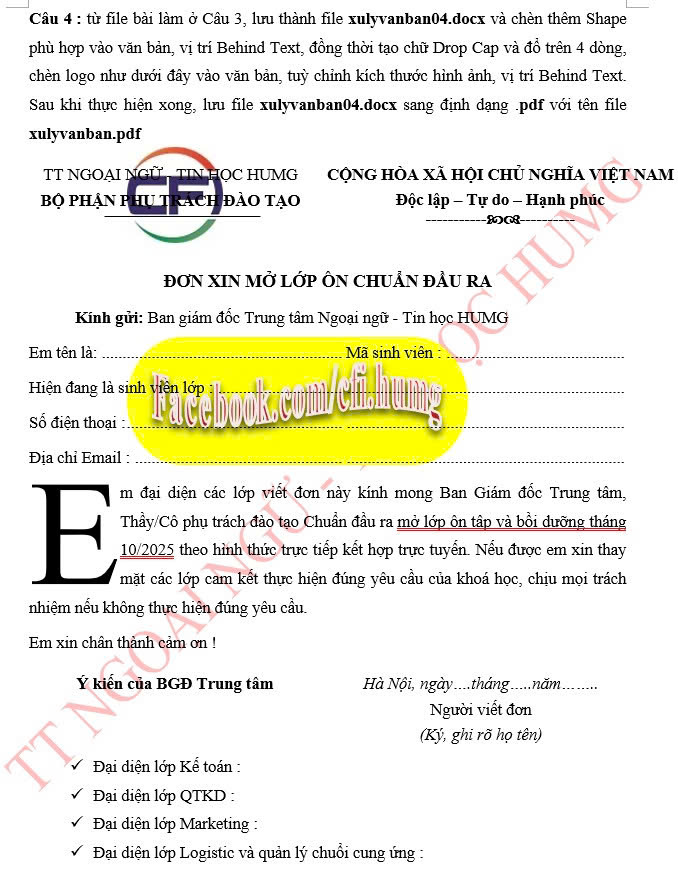 Câu 4 : từ file bài làm ở Câu 3, lưu thành file xulyvanban04.docx và chèn thêm Shape
phù hợp vào văn bản, vị trí Behind Text, đồng thời tạo chữ Drop Cap và đổ trên 4 dòng,
chèn logo như dưới đây vào văn bản, tuỳ chỉnh kích thước hình ảnh, vị trí Behind Text.
Sau khi thực hiện xong, lưu file xulyvanban04.docx sang định dạng .pdf với tên file
xulyvanban.pdf
TT NGOẠI NGỮ - TIN HỌC HUMG
BỘ PHẬN PHỤ TRÁCH ĐÀO TẠO
CFI
CỘNG HÒA XÃ HỘI CHỦ NGHĨA VIỆT NAM
Độc lập – Tự do – Hạnh phúc
ĐƠN XIN MỞ LỚP ÔN CHUẨN ĐẦU RA
Kính gửi: Ban giám đốc Trung tâm Ngoại ngữ - Tin học HUMG
Em tên là: ............ Mã sinh viên : ............
Hiện đang là sinh viên lớp : ............
Facebook.com/cfi.humg
Số điện thoại : ............
Địa chỉ Email : ............
Em đại diện các lớp viết đơn này kính mong Ban Giám đốc Trung tâm,
Thầy/Cô phụ trách đào tạo Chuẩn đầu ra mở lớp ôn tâp và bồi dưỡng tháng
10/2025 theo hình thức trực tiếp kết hợp trực tuyến. Nếu được em xin thay
mặt các lớp cam kết thực hiện đúng yêu cầu của khoá học, chịu mọi trách
nhiệm nếu không thực hiện đúng yêu cầu.
Em xin chân thành cảm ơn !
Ý kiến của BGĐ Trung tâm
Hà Nội, ngày....tháng.....năm........
Người viết đơn
(Ký, ghi rõ họ tên)
✓ Đại diện lớp Kế toán :
✓ Đại diện lớp QTKD :
✓ Đại diện lớp Marketing :
✓ Đại diện lớp Logistic và quản lý chuỗi cung ứng :
TT NGOẠI NGỮ - TIN HỌC HUMG